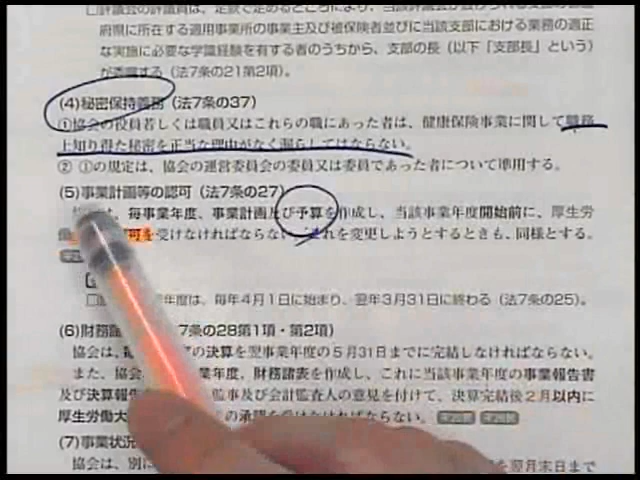 府県に所在する適用事業所の事業主及び被保険者並びに当該支部における業務の適正
な実施に必要な学識経験を有する者のうちから、支部の長(以下「支部長」という)
が委嘱する(法7条の21第2項)。
(4)秘密保持義務(法7条の37)
①協会の役員若しくは職員又はこれらの職にあった者は、健康保険事業に関して職務
上知り得た秘密を正当な理由がなく漏らしてはならない。
② ①の規定は、協会の運営委員会の委員又は委員であった者について準用する。
(5)事業計画等の認可(法7条の27)
は、毎事業年度、事業計画及び予算を作成し、当該事業年度開始前に、厚生労
可を受けなければならない。これを変更しようとするときも、同様とする。
年度は、毎年4月1日に始まり、翌年3月31日に終わる(法7条の25)。
(6)財務諸 7条の28第1項・第2項)
協会は、 の決算を翌事業年度の5月31日までに完結しなければならない。
また、協会 業年度、財務諸表を作成し、これに当該事業年度の事業報告書
及び決算報告 監事及び会計監査人の意見を付けて、決算完結後2月以内に
厚生労働大 の承認を受けなければならない。
(7)事業状況
協会は、別に を翌月末日まで